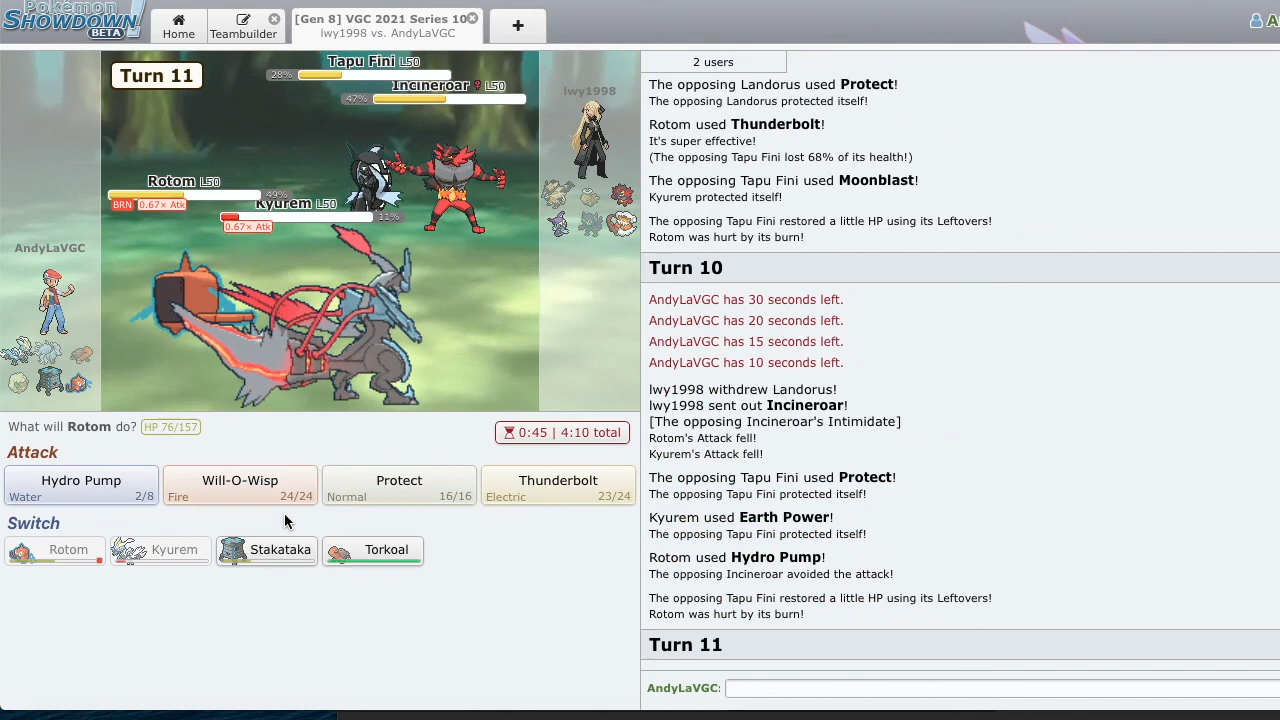 Pokémon
SHOWDOWN!
BETA
Home
Teambuilder
[Gen 8] VGC 2021 Series 10
lwy1998 vs. AndyLaVGC
+
A
Turn 11
Tapu Fini L50
28%
Incineroar ♀ L50
47%
lwy1998
Rotom L50
49%
BRN 0.67× Atk
Kyurem L50
11%
0.67× Atk
AndyLaVGC
What will Rotom do? HP 76/157
0:45 | 4:10 total
Attack
Hydro Pump
Water 2/8
Will-O-Wisp
Fire 24/24
Protect
Normal 16/16
Thunderbolt
Electric 23/24
Switch
Rotom
Kyurem
Stakataka
Torkoal
2 users
The opposing Landorus used Protect!
The opposing Landorus protected itself!
Rotom used Thunderbolt!
It's super effective!
(The opposing Tapu Fini lost 68% of its health!)
The opposing Tapu Fini used Moonblast!
Kyurem protected itself!
The opposing Tapu Fini restored a little HP using its Leftovers!
Rotom was hurt by its burn!
Turn 10
AndyLaVGC has 30 seconds left.
AndyLaVGC has 20 seconds left.
AndyLaVGC has 15 seconds left.
AndyLaVGC has 10 seconds left.
lwy1998 withdrew Landorus!
lwy1998 sent out Incineroar!
[The opposing Incineroar's Intimidate]
Rotom's Attack fell!
Kyurem's Attack fell!
The opposing Tapu Fini used Protect!
The opposing Tapu Fini protected itself!
Kyurem used Earth Power!
The opposing Tapu Fini protected itself!
Rotom used Hydro Pump!
The opposing Incineroar avoided the attack!
The opposing Tapu Fini restored a little HP using its Leftovers!
Rotom was hurt by its burn!
Turn 11
AndyLaVGC: